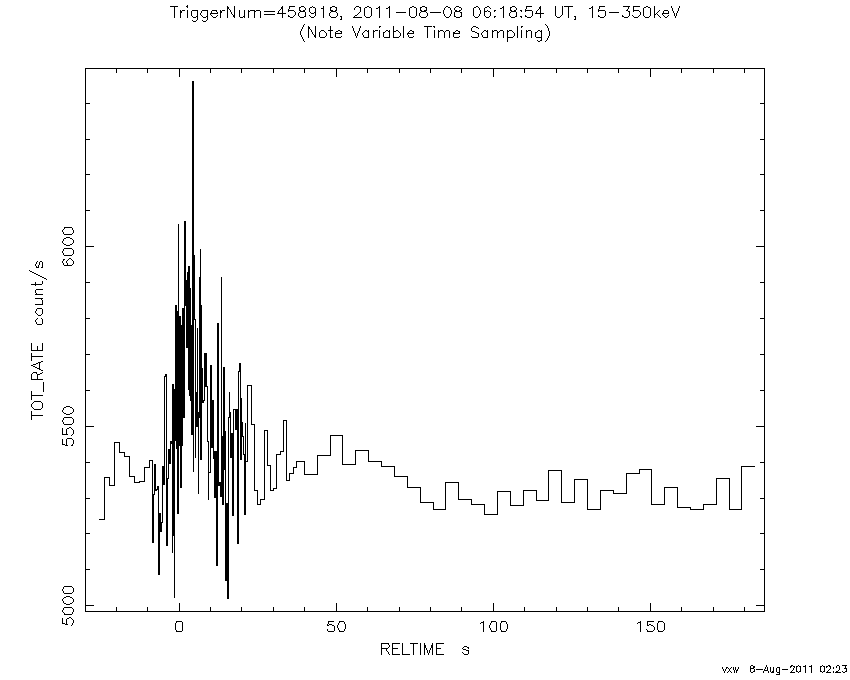 TriggerNum=458918, 2011-08-08 06:18:54 UT, 15-350keV
(Note Variable Time Sampling)
TOT_RATE count/s
6000
5500
5000
0 50 100 150
RELTIME s
vxw 8-Aug-2011 02:23